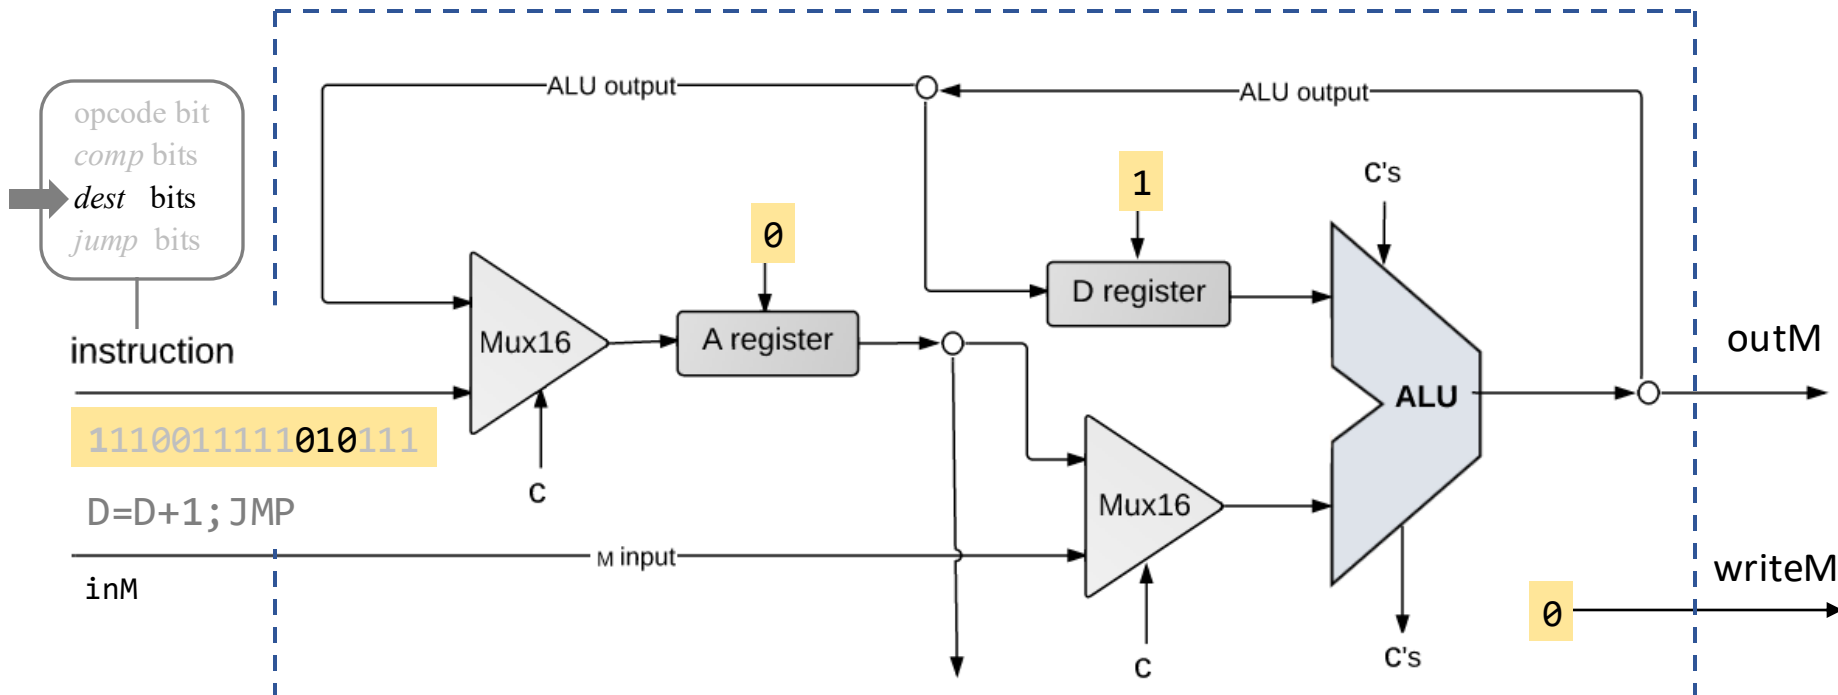 opcode bit
comp bits
dest bits
jump bits
instruction
1110011111010111
D=D+1;JMP
inM
ALU output
ALU output
1
C's
0
D register
Mux16
A register
outM
ALU
C
Mux16
M input
writeM
0
C
C's